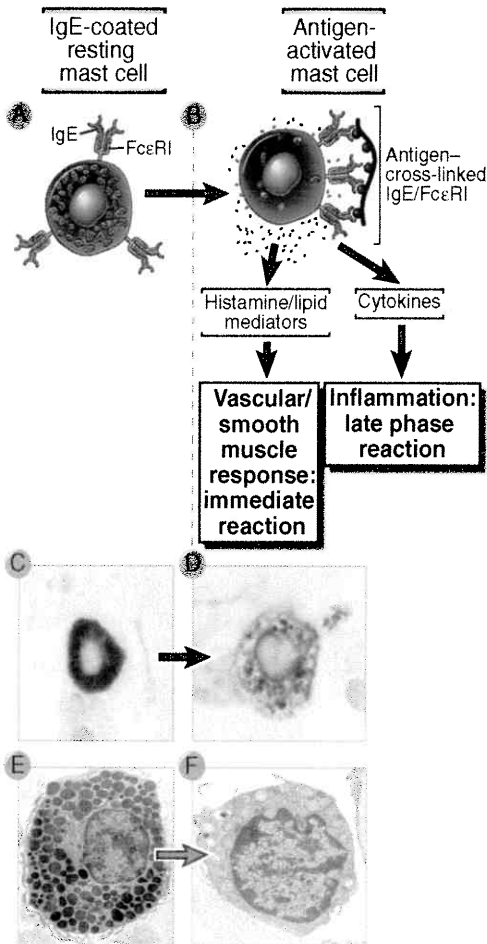 IgE-coated
resting
mast cell
Antigen-
activated
mast cell
A
B
IgE
FcεRI
Antigen–
cross-linked
IgE/FcεRI
Histamine/lipid
mediators
Cytokines
Vascular/
smooth
muscle
response:
immediate
reaction
Inflammation:
late phase
reaction
C
D
E
F